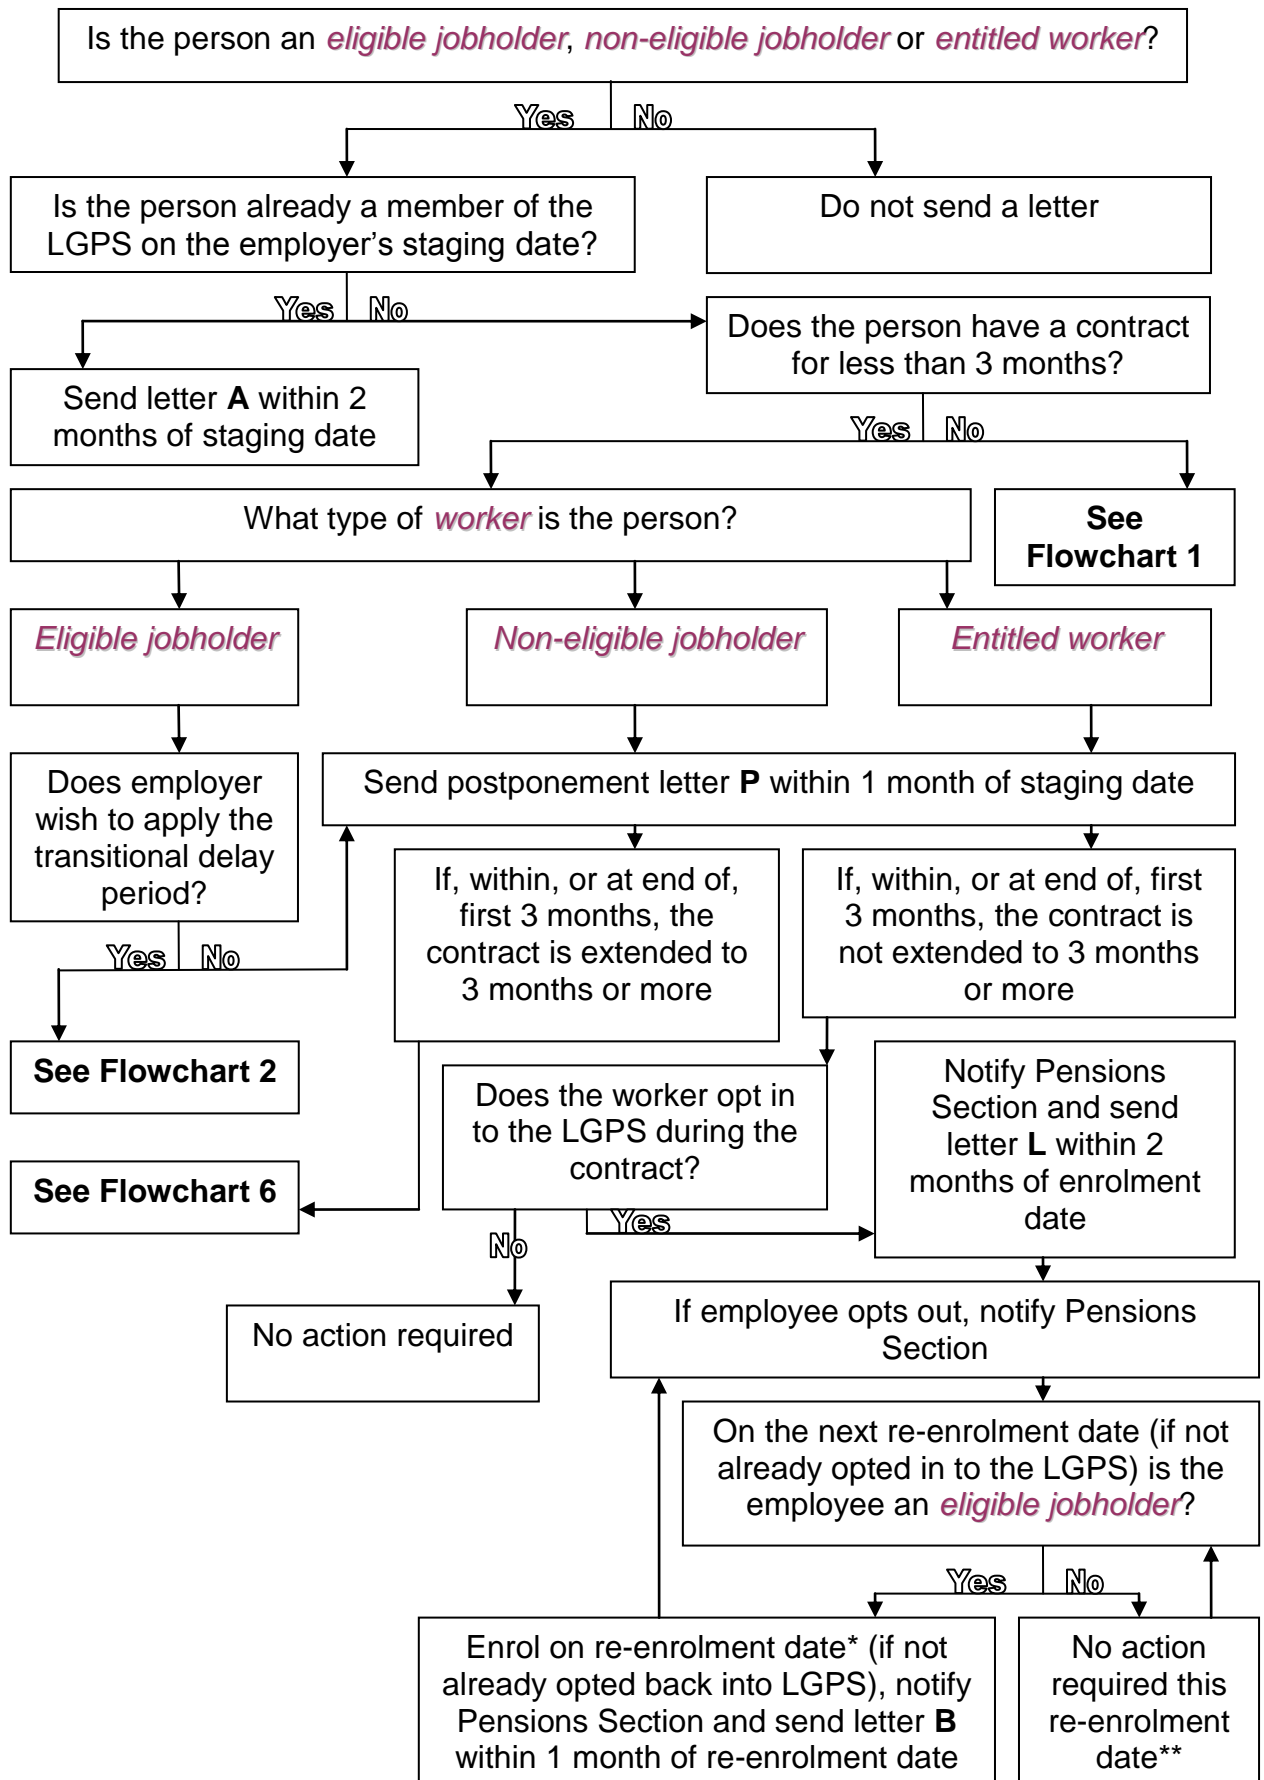 Is the person an eligible jobholder, non-eligible jobholder or entitled worker?
Yes No
Is the person already a member of the
LGPS on the employer's staging date?
Do not send a letter
Yes No
Does the person have a contract
for less than 3 months?
Send letter A within 2
months of staging date
Yes No
What type of worker is the person?
See
Flowchart 1
Eligible jobholder
Non-eligible jobholder
Entitled worker
Does employer
wish to apply the
transitional delay
period?
Send postponement letter P within 1 month of staging date
If, within, or at end of,
first 3 months, the
contract is extended to
3 months or more
If, within, or at end of, first
3 months, the contract is
not extended to 3 months
or more
Yes No
See Flowchart 2
Does the worker opt in
to the LGPS during the
contract?
Notify Pensions
Section and send
letter L within 2
months of enrolment
date
See Flowchart 6
Yes
No
No action required
If employee opts out, notify Pensions
Section
On the next re-enrolment date (if not
already opted in to the LGPS) is the
employee an eligible jobholder?
Yes No
Enrol on re-enrolment date* (if not
already opted back into LGPS), notify
Pensions Section and send letter B
within 1 month of re-enrolment date
No action
required this
re-enrolment
date**